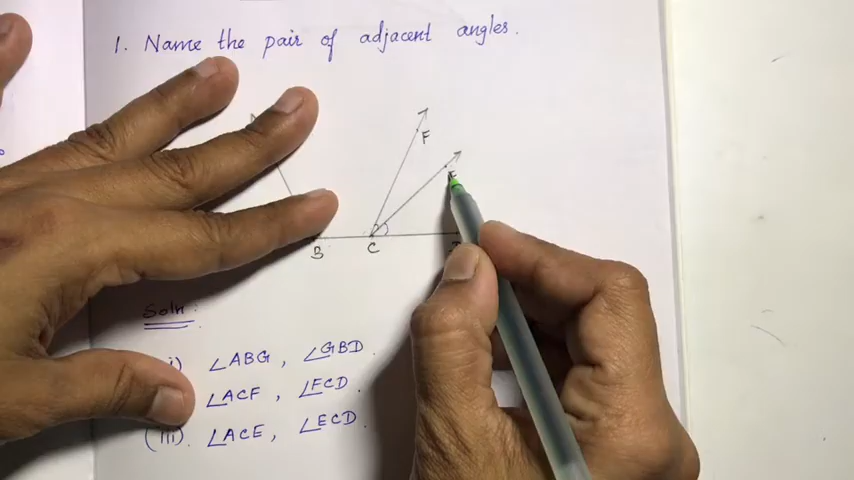 1. Name the pair of adjacent angles.
F
B C
Soln:
i) ∠ABG, ∠GBD.
∠ACF, ∠FCD.
(iii) ∠ACE, ∠ECD.